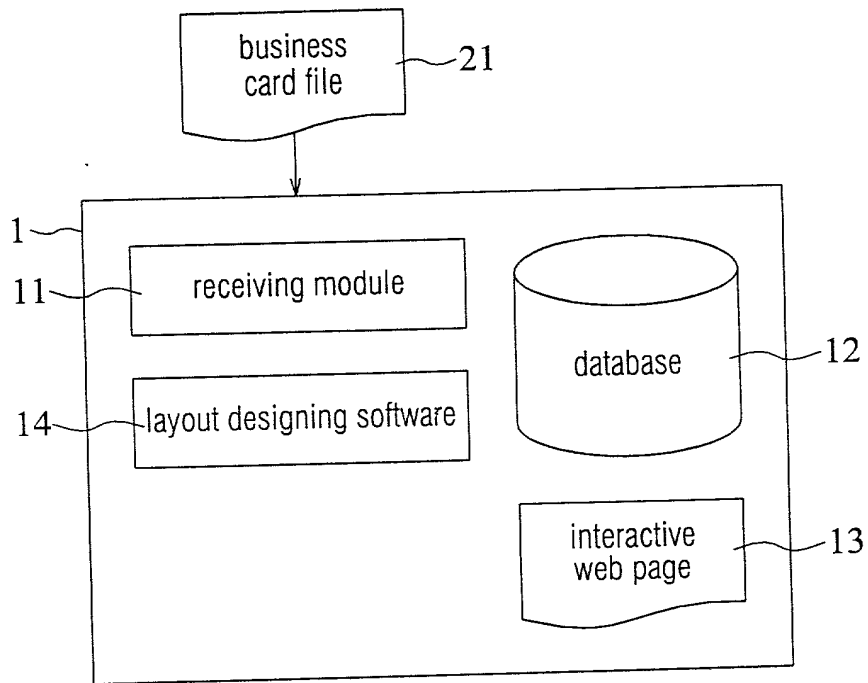 business
card file
21
1
11
receiving module
database
12
14
layout designing software
interactive
web page
13